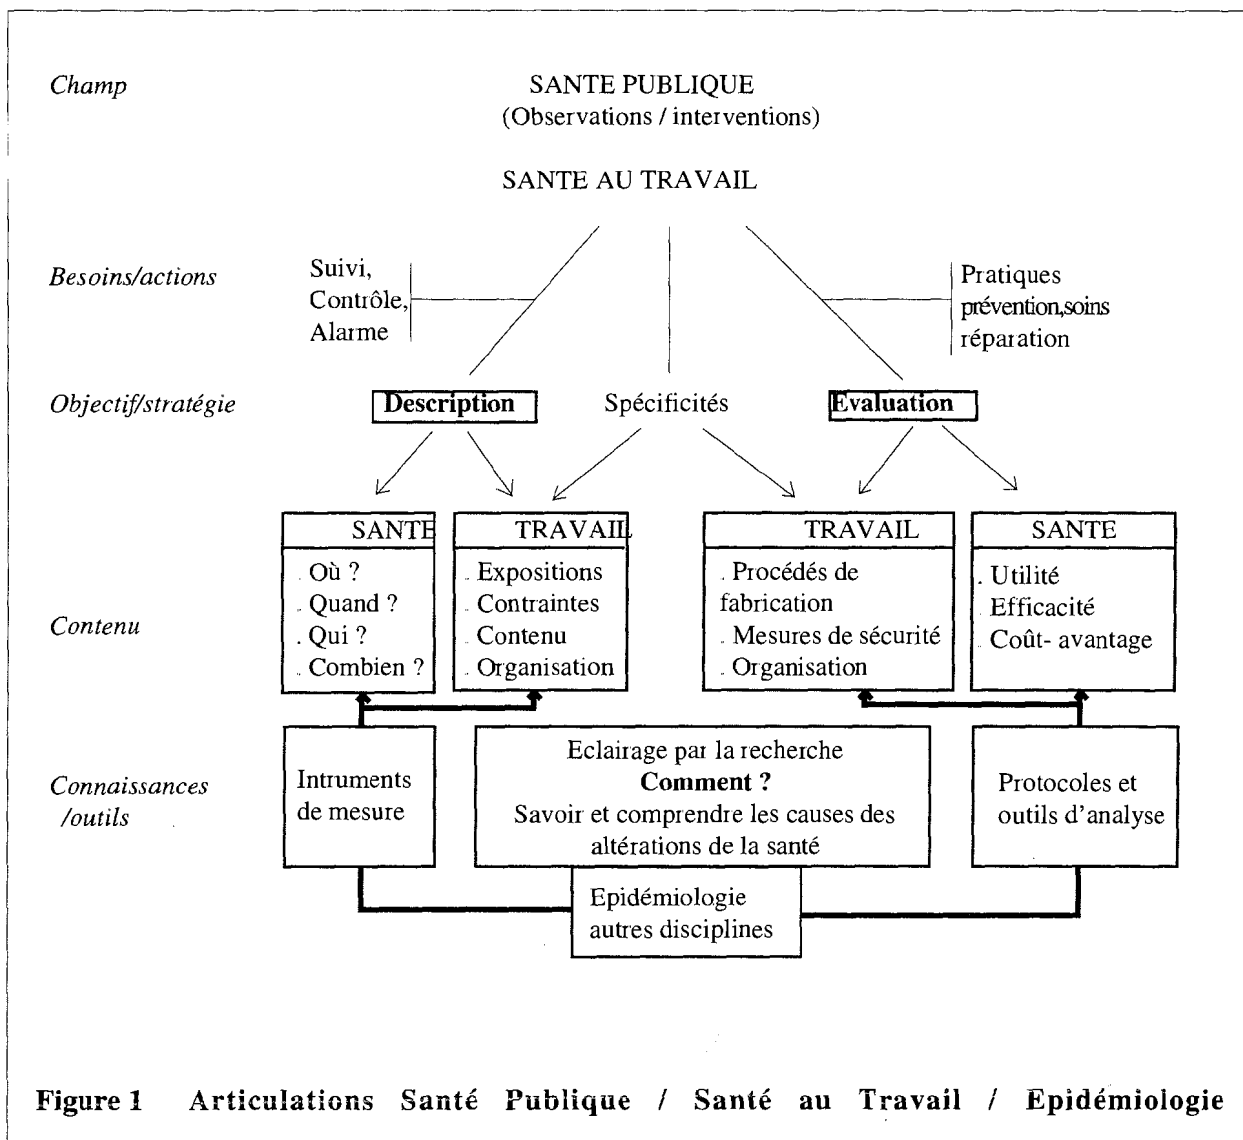 Champ
SANTE PUBLIQUE
(Observations / interventions)
SANTE AU TRAVAIL
Besoins/actions
Suivi,
Contrôle,
Alarme
Pratiques
prévention,soins
réparation
Objectif/stratégie
Description
Spécificités
Evaluation
Contenu
SANTE
. Où ?
. Quand ?
. Qui ?
. Combien ?
TRAVAIL
. Expositions
. Contraintes
. Contenu
. Organisation
TRAVAIL
. Procédés de
fabrication
. Mesures de sécurité
. Organisation
SANTE
. Utilité
. Efficacité
. Coût- avantage
Connaissances
/outils
Intruments
de mesure
Eclairage par la recherche
Comment ?
Savoir et comprendre les causes des
altérations de la santé
Protocoles et
outils d'analyse
Epidémiologie
autres disciplines
Figure 1 Articulations Santé Publique / Santé au Travail / Epidémiologie